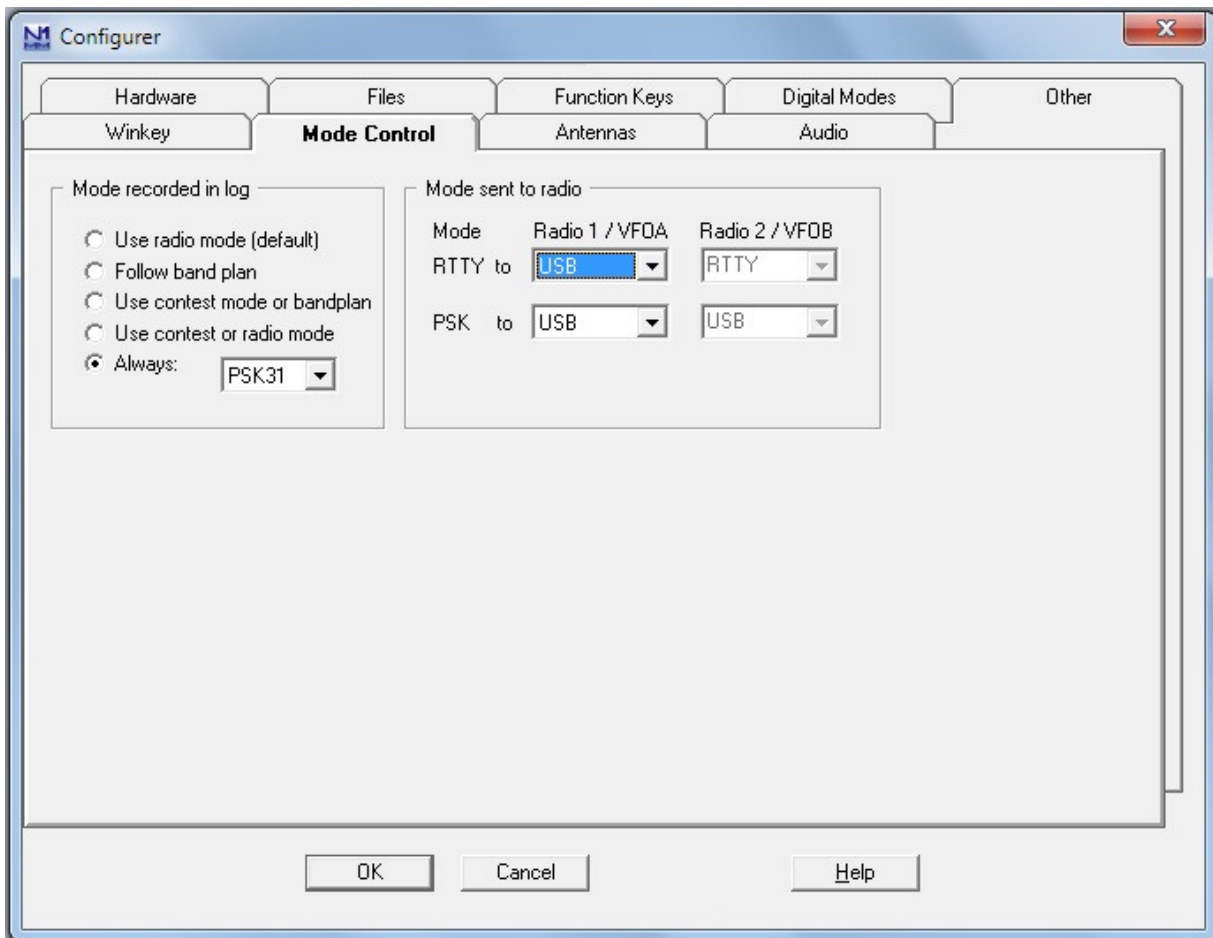 N1 MM Configurer
Hardware Files Function Keys Digital Modes Other
Winkey Mode Control Antennas Audio
Mode recorded in log
Use radio mode (default)
Follow band plan
Use contest mode or bandplan
Use contest or radio mode
Always: PSK31
Mode sent to radio
Mode Radio 1 / VFOA Radio 2 / VFOB
RTTY to USB RTTY
PSK to USB USB
OK Cancel Help